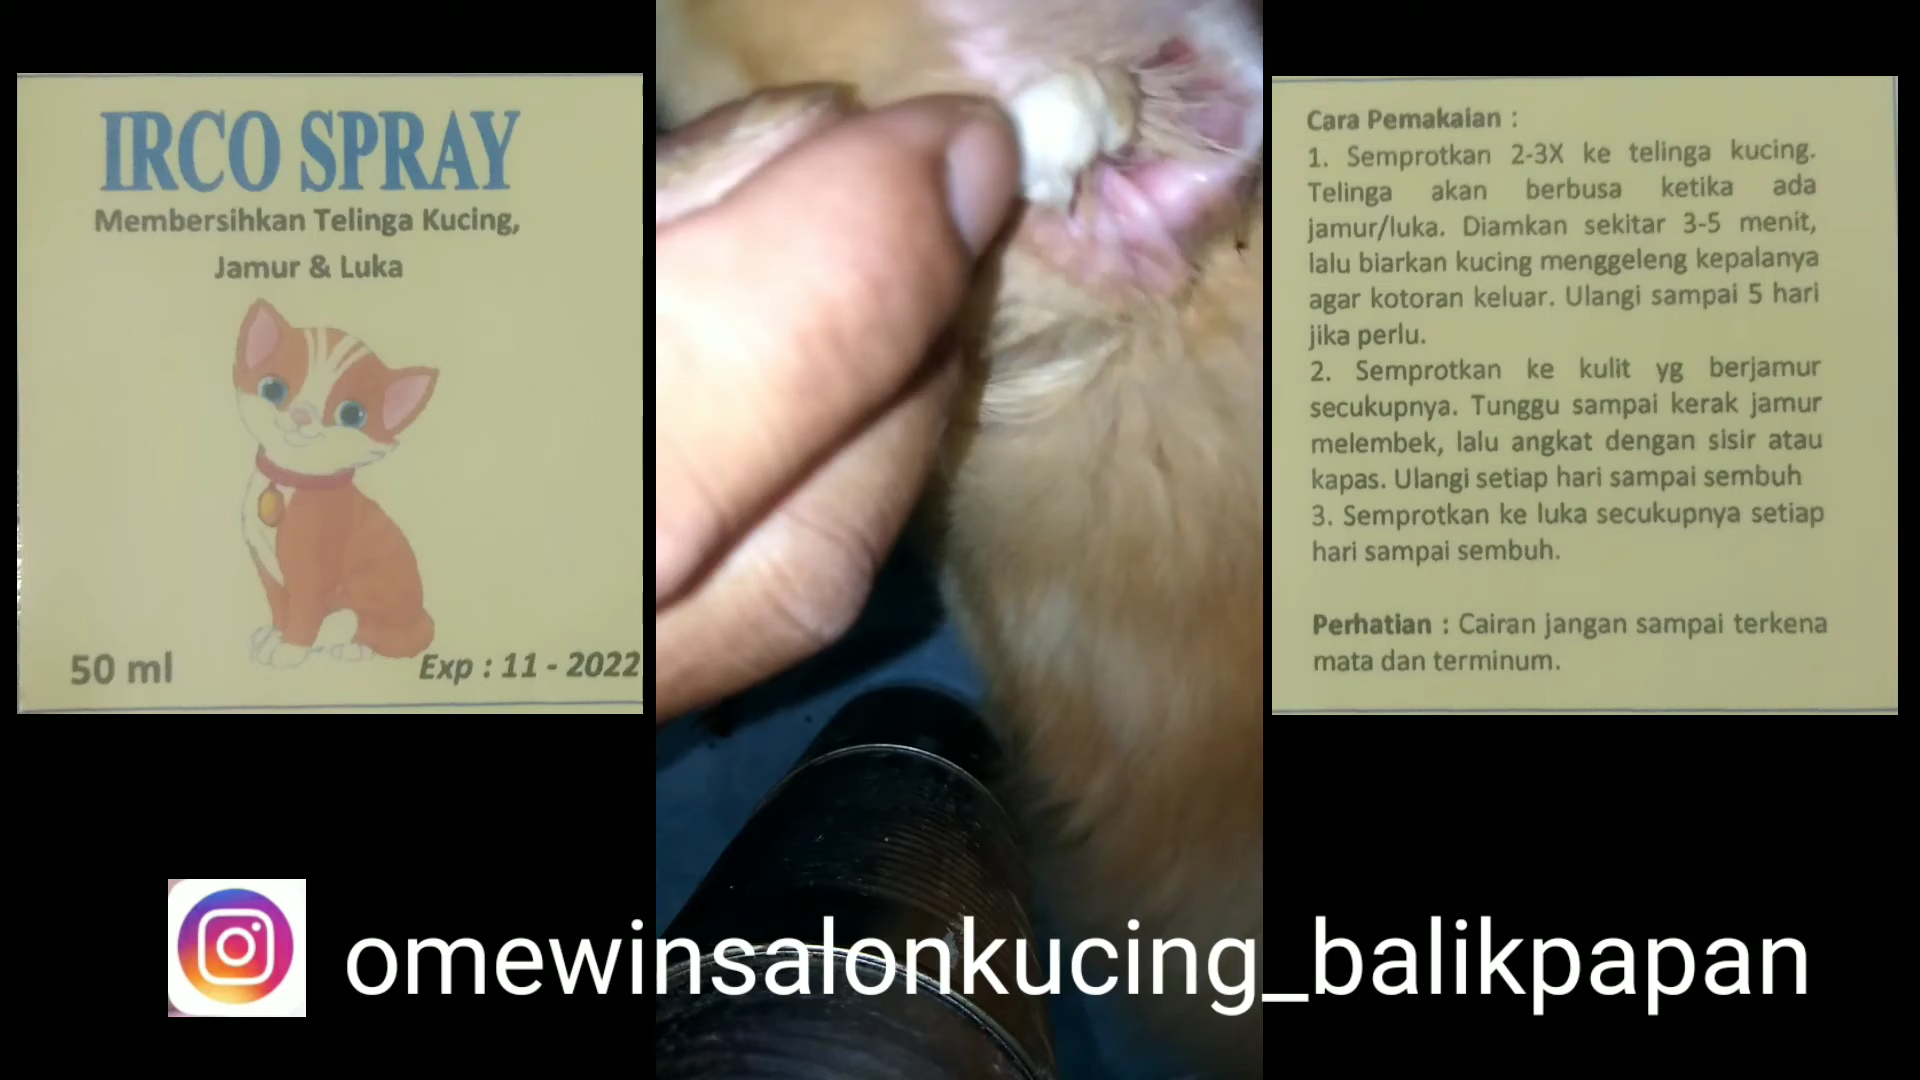 IRCO SPRAY
Membersihkan Telinga Kucing,
Jamur & Luka
50 ml
Exp : 11 - 2022
Cara Pemakaian :
1. Semprotkan 2-3X ke telinga kucing.
Telinga akan berbusa ketika ada
jamur/luka. Diamkan sekitar 3-5 menit,
lalu biarkan kucing menggeleng kepalanya
agar kotoran keluar. Ulangi sampai 5 hari
jika perlu.
2. Semprotkan ke kulit yg berjamur
secukupnya. Tunggu sampai kerak jamur
melembek, lalu angkat dengan sisir atau
kapas. Ulangi setiap hari sampai sembuh
3. Semprotkan ke luka secukupnya setiap
hari sampai sembuh.
Perhatian : Cairan jangan sampai terkena
mata dan terminum.
omewinsalonkucing_balikpapan